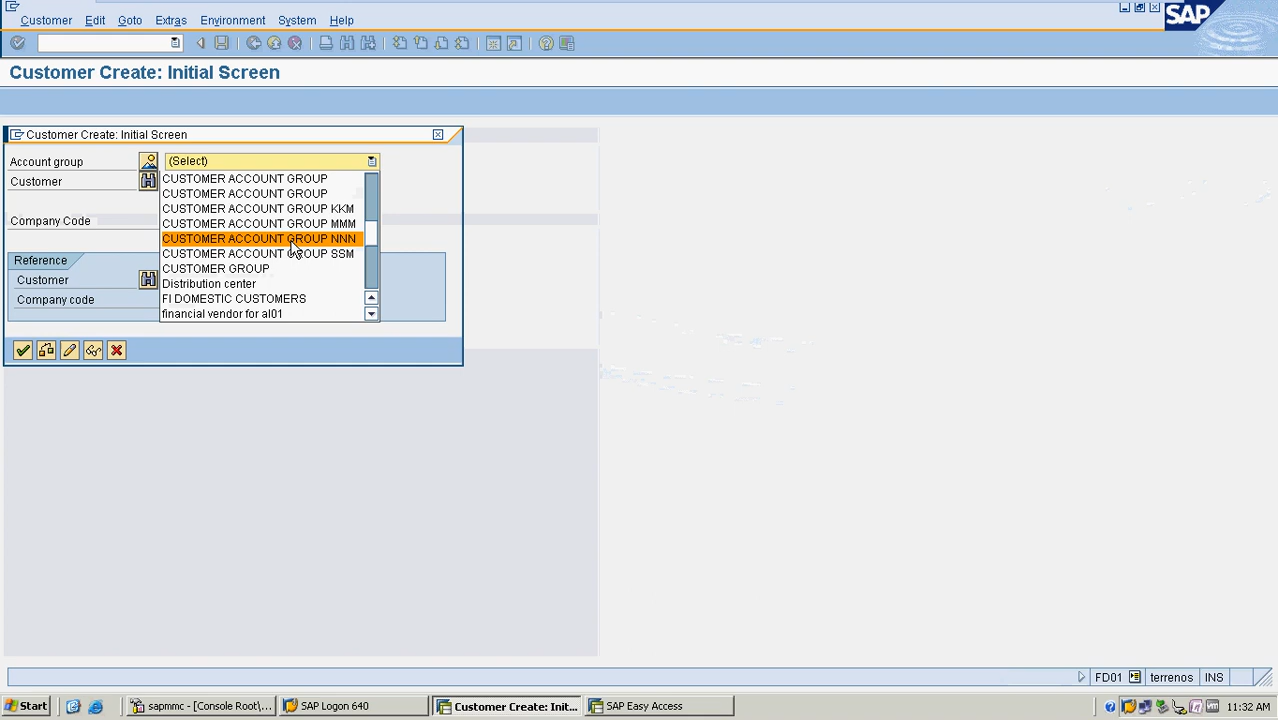 Customer Edit Goto Extras Environment System Help
SAP
Customer Create: Initial Screen
Customer Create: Initial Screen
Account group (Select)
Customer
CUSTOMER ACCOUNT GROUP
CUSTOMER ACCOUNT GROUP
CUSTOMER ACCOUNT GROUP KKM
CUSTOMER ACCOUNT GROUP MMM
CUSTOMER ACCOUNT GROUP NNN
CUSTOMER ACCOUNT GROUP SSM
CUSTOMER GROUP
Distribution center
FI DOMESTIC CUSTOMERS
financial vendor for al01
Company Code
Reference
Customer
Company code
FD01 terrenos INS
Start sapmmc - [Console Root\... SAP Logon 640 Customer Create: Init... SAP Easy Access 11:32 AM